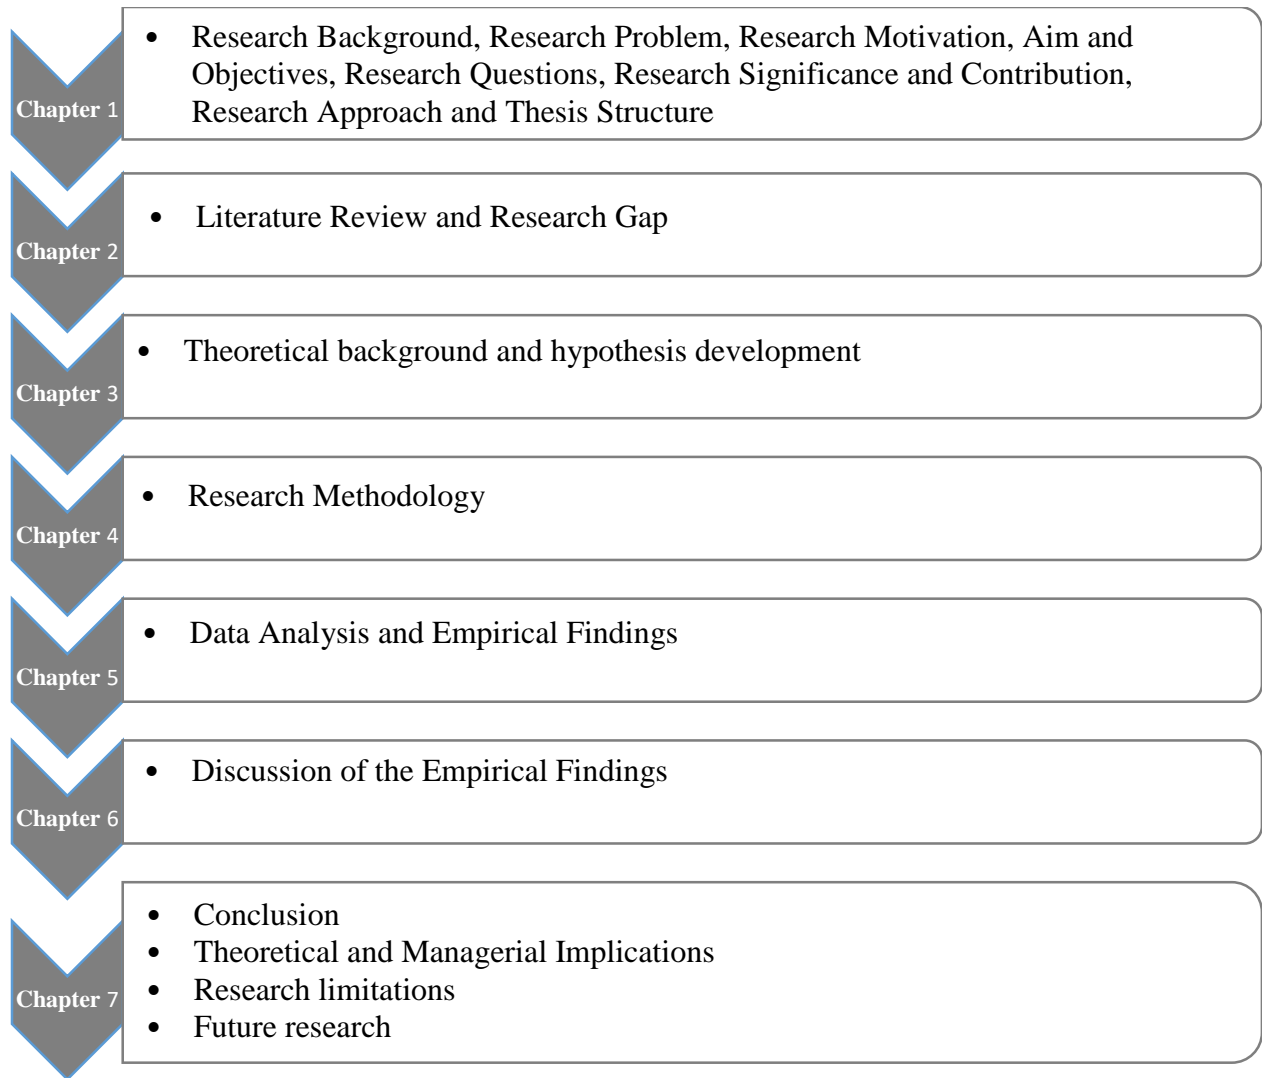 Chapter 1
• Research Background, Research Problem, Research Motivation, Aim and
Objectives, Research Questions, Research Significance and Contribution,
Research Approach and Thesis Structure
Chapter 2
• Literature Review and Research Gap
Chapter 3
• Theoretical background and hypothesis development
Chapter 4
• Research Methodology
Chapter 5
• Data Analysis and Empirical Findings
Chapter 6
• Discussion of the Empirical Findings
Chapter 7
• Conclusion
• Theoretical and Managerial Implications
• Research limitations
• Future research